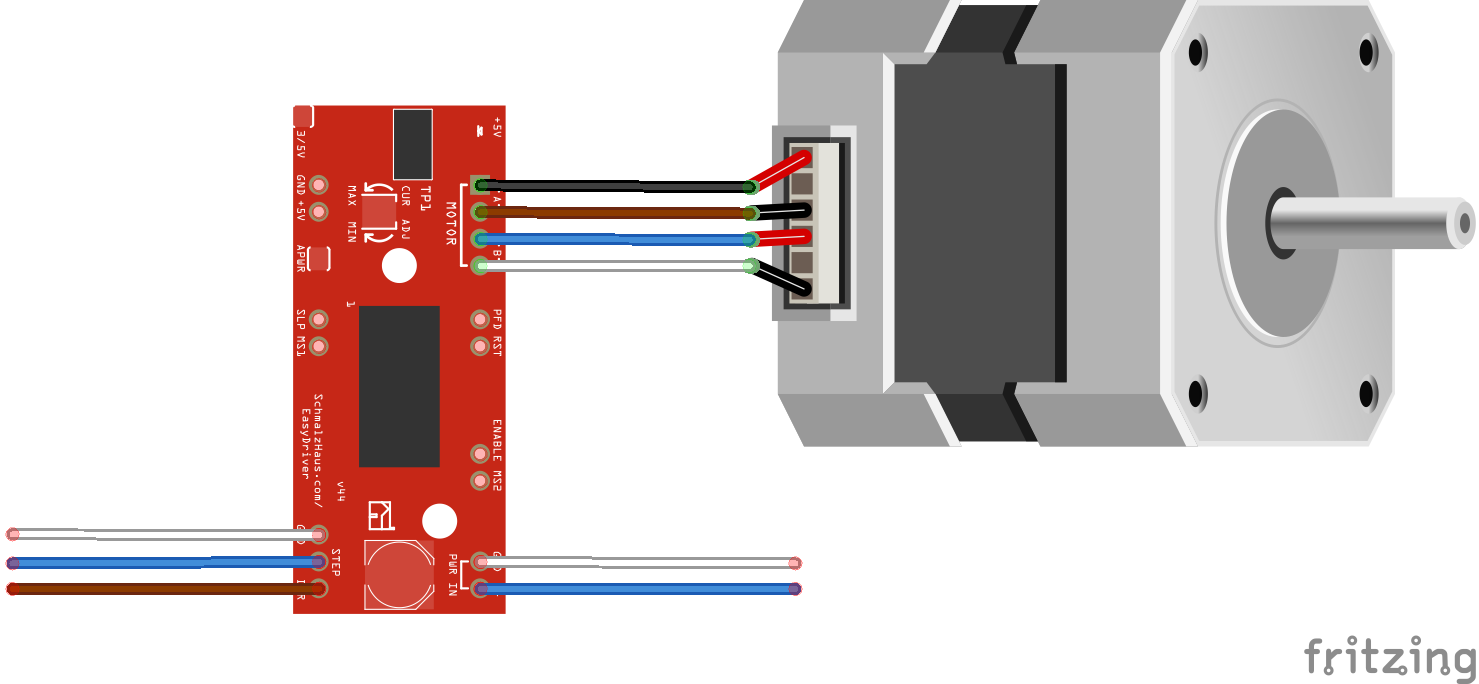 +5V
3/5V
GND +5V
MAX
MIN
CUR ADJ
TP1
MOTOR
A
B
APWR
1
SLP MS1
PFD RST
SchmalzHaus.com/
EasyDriver
ENABLE MS2
v44
STEP
PWR IN
fritzing